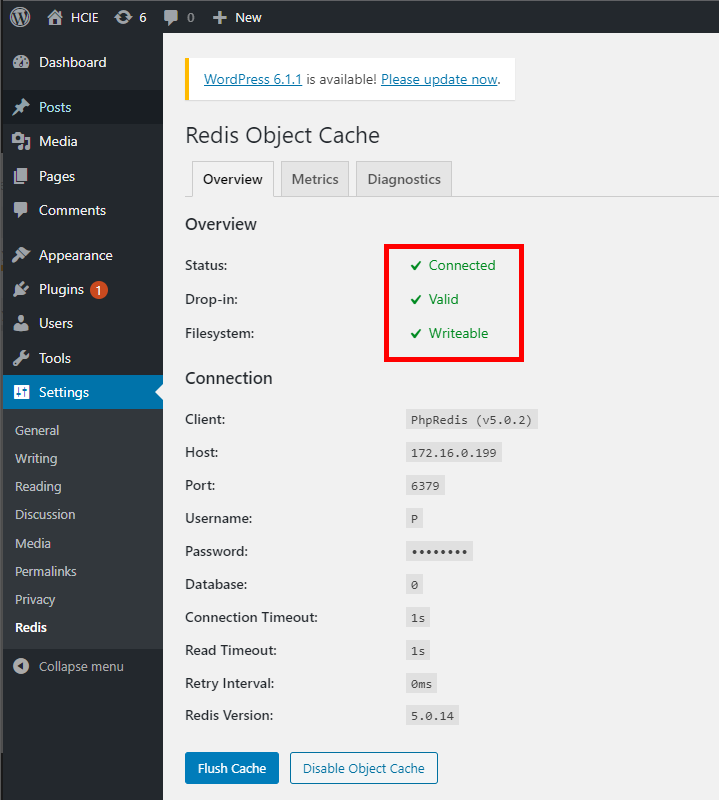 HCIE 6 0 New
Dashboard
Posts
Media
Pages
Comments
Appearance
Plugins 1
Users
Tools
Settings
General
Writing
Reading
Discussion
Media
Permalinks
Privacy
Redis
Collapse menu
WordPress 6.1.1 is available! Please update now.
Redis Object Cache
Overview Metrics Diagnostics
Overview
Status: Connected
Drop-in: Valid
Filesystem: Writeable
Connection
Client: PhpRedis (v5.0.2)
Host: 172.16.0.199
Port: 6379
Username: P
Password: ••••••••
Database: 0
Connection Timeout: 1s
Read Timeout: 1s
Retry Interval: 0ms
Redis Version: 5.0.14
Flush Cache Disable Object Cache